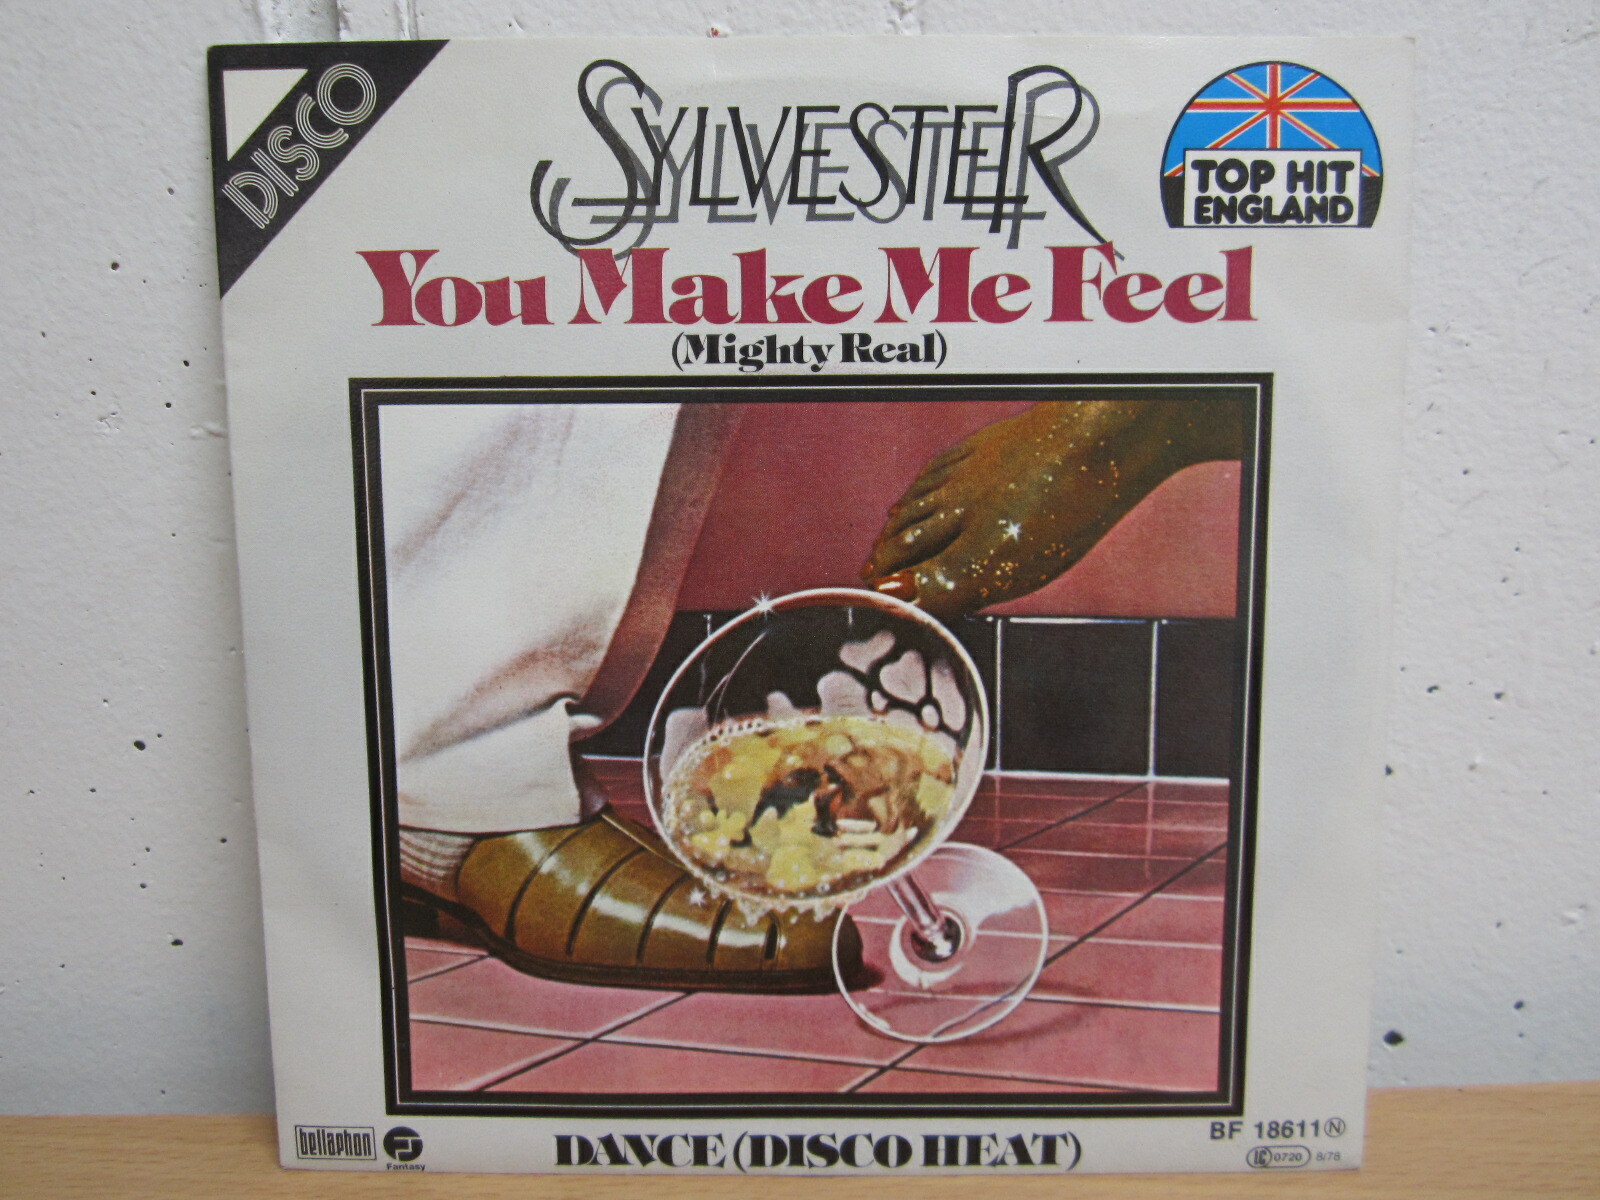 DISCO
SYLVESTER
TOP HIT
ENGLAND
You Make Me Feel
(Mighty Real)
bellaphon
Fantasy
DANCE (DISCO HEAT)
BF 18611 N
LC 0720 8/78